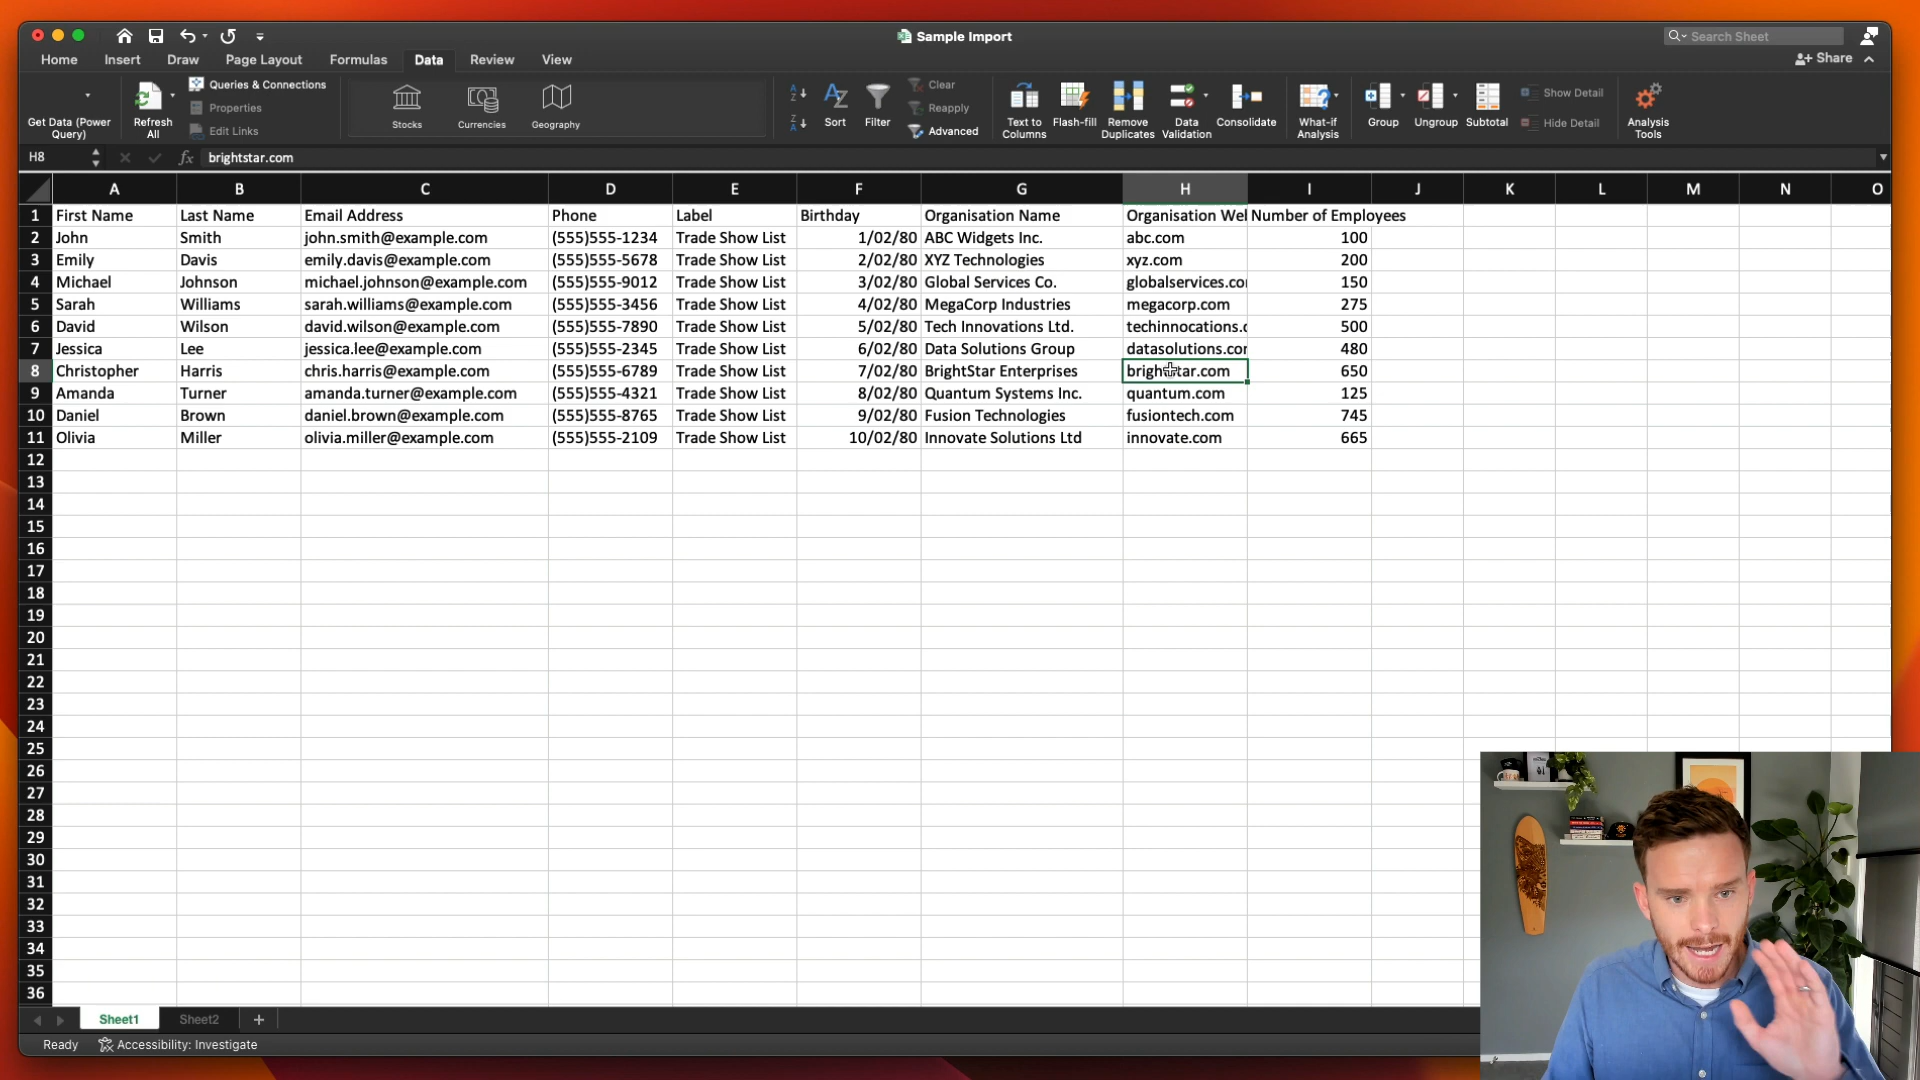 Sample Import
Search Sheet
Home Insert Draw Page Layout Formulas Data Review View
Share
Get Data (Power Query)
Refresh All
Queries & Connections
Properties
Edit Links
Stocks
Currencies
Geography
Sort
Filter
Clear
Reapply
Advanced
Text to Columns
Flash-fill
Remove Duplicates
Data Validation
Consolidate
What-if Analysis
Group
Ungroup
Subtotal
Show Detail
Hide Detail
Analysis Tools
H8 fx brightstar.com
A B C D E F G H I J K L M N O
1 First Name Last Name Email Address Phone Label Birthday Organisation Name Organisation Wel Number of Employees
2 John Smith john.smith@example.com (555)555-1234 Trade Show List 1/02/80 ABC Widgets Inc. abc.com 100
3 Emily Davis emily.davis@example.com (555)555-5678 Trade Show List 2/02/80 XYZ Technologies xyz.com 200
4 Michael Johnson michael.johnson@example.com (555)555-9012 Trade Show List 3/02/80 Global Services Co. globalservices.co 150
5 Sarah Williams sarah.williams@example.com (555)555-3456 Trade Show List 4/02/80 MegaCorp Industries megacorp.com 275
6 David Wilson david.wilson@example.com (555)555-7890 Trade Show List 5/02/80 Tech Innovations Ltd. techinnocations.c 500
7 Jessica Lee jessica.lee@example.com (555)555-2345 Trade Show List 6/02/80 Data Solutions Group datasolutions.cor 480
8 Christopher Harris chris.harris@example.com (555)555-6789 Trade Show List 7/02/80 BrightStar Enterprises brightstar.com 650
9 Amanda Turner amanda.turner@example.com (555)555-4321 Trade Show List 8/02/80 Quantum Systems Inc. quantum.com 125
10 Daniel Brown daniel.brown@example.com (555)555-8765 Trade Show List 9/02/80 Fusion Technologies fusiontech.com 745
11 Olivia Miller olivia.miller@example.com (555)555-2109 Trade Show List 10/02/80 Innovate Solutions Ltd innovate.com 665
12
13
14
15
16
17
18
19
20
21
22
23
24
25
26
27
28
29
30
31
32
33
34
35
36
Sheet1 Sheet2
Ready Accessibility: Investigate